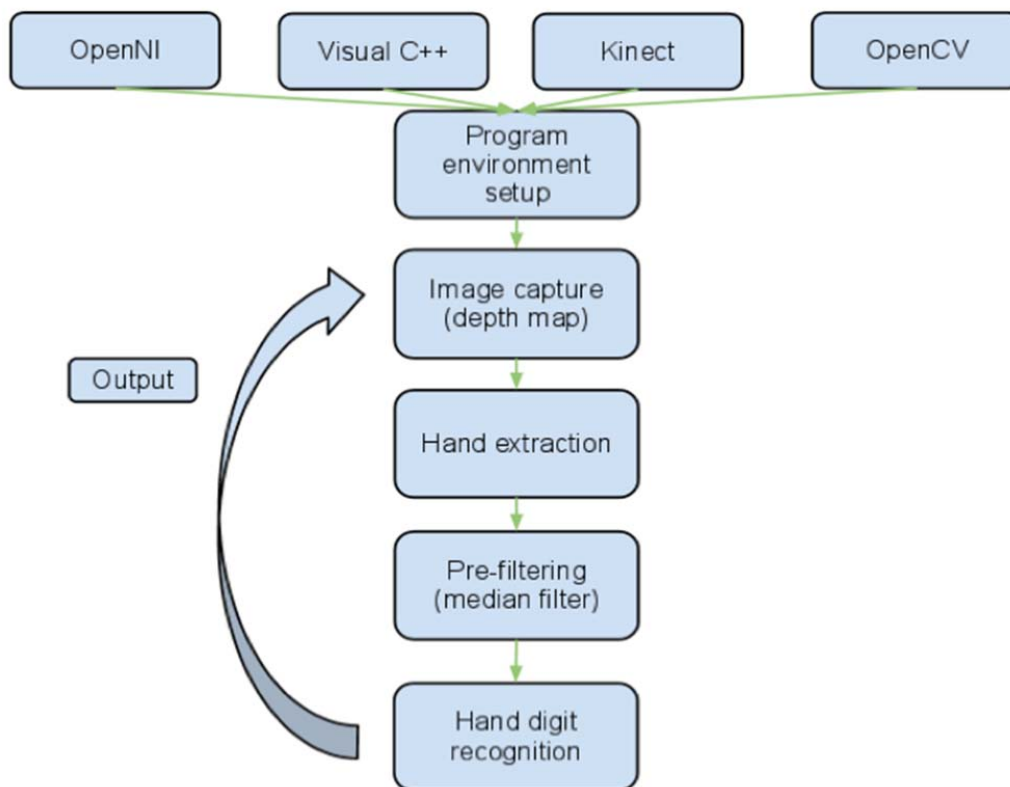 OpenNI
Visual C++
Kinect
OpenCV
Program
environment
setup
Image capture
(depth map)
Output
Hand extraction
Pre-filtering
(median filter)
Hand digit
recognition